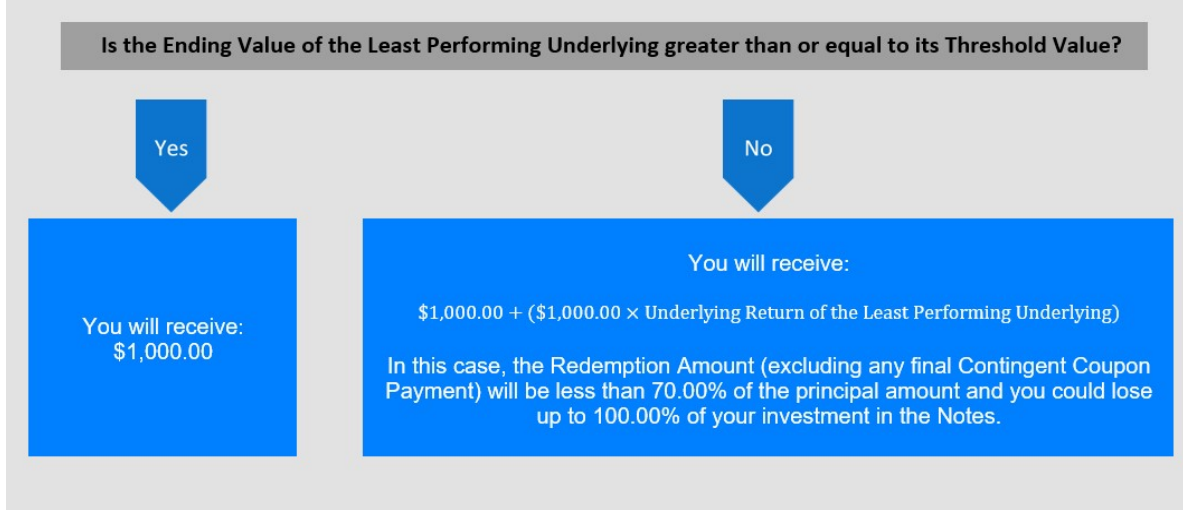 Is the Ending Value of the Least Performing Underlying greater than or equal to its Threshold Value?
Yes
No
You will receive:
$1,000.00
You will receive:
$1,000.00 + ($1,000.00 × Underlying Return of the Least Performing Underlying)
In this case, the Redemption Amount (excluding any final Contingent Coupon
Payment) will be less than 70.00% of the principal amount and you could lose
up to 100.00% of your investment in the Notes.